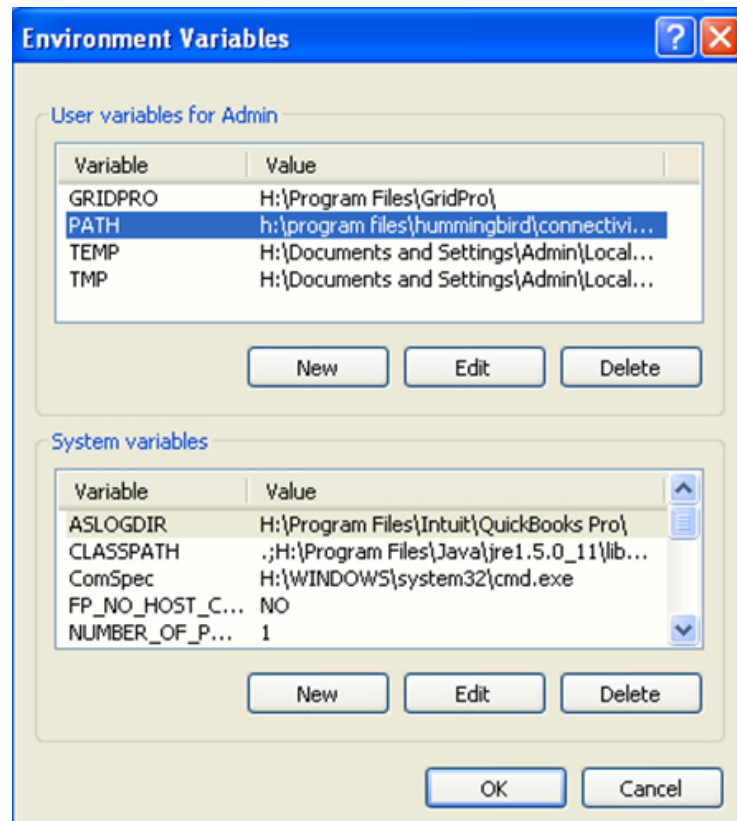 Environment Variables
User variables for Admin
Variable Value
GRIDPRO H:\Program Files\GridPro\
PATH h:\program files\hummingbird\connectivi...
TEMP H:\Documents and Settings\Admin\Local...
TMP H:\Documents and Settings\Admin\Local...
New Edit Delete
System variables
Variable Value
ASLOGDIR H:\Program Files\Intuit\QuickBooks Pro\
CLASSPATH .;H:\Program Files\Java\jre1.5.0_11\lib...
ComSpec H:\WINDOWS\system32\cmd.exe
FP_NO_HOST_C... NO
NUMBER_OF_P... 1
New Edit Delete
OK Cancel